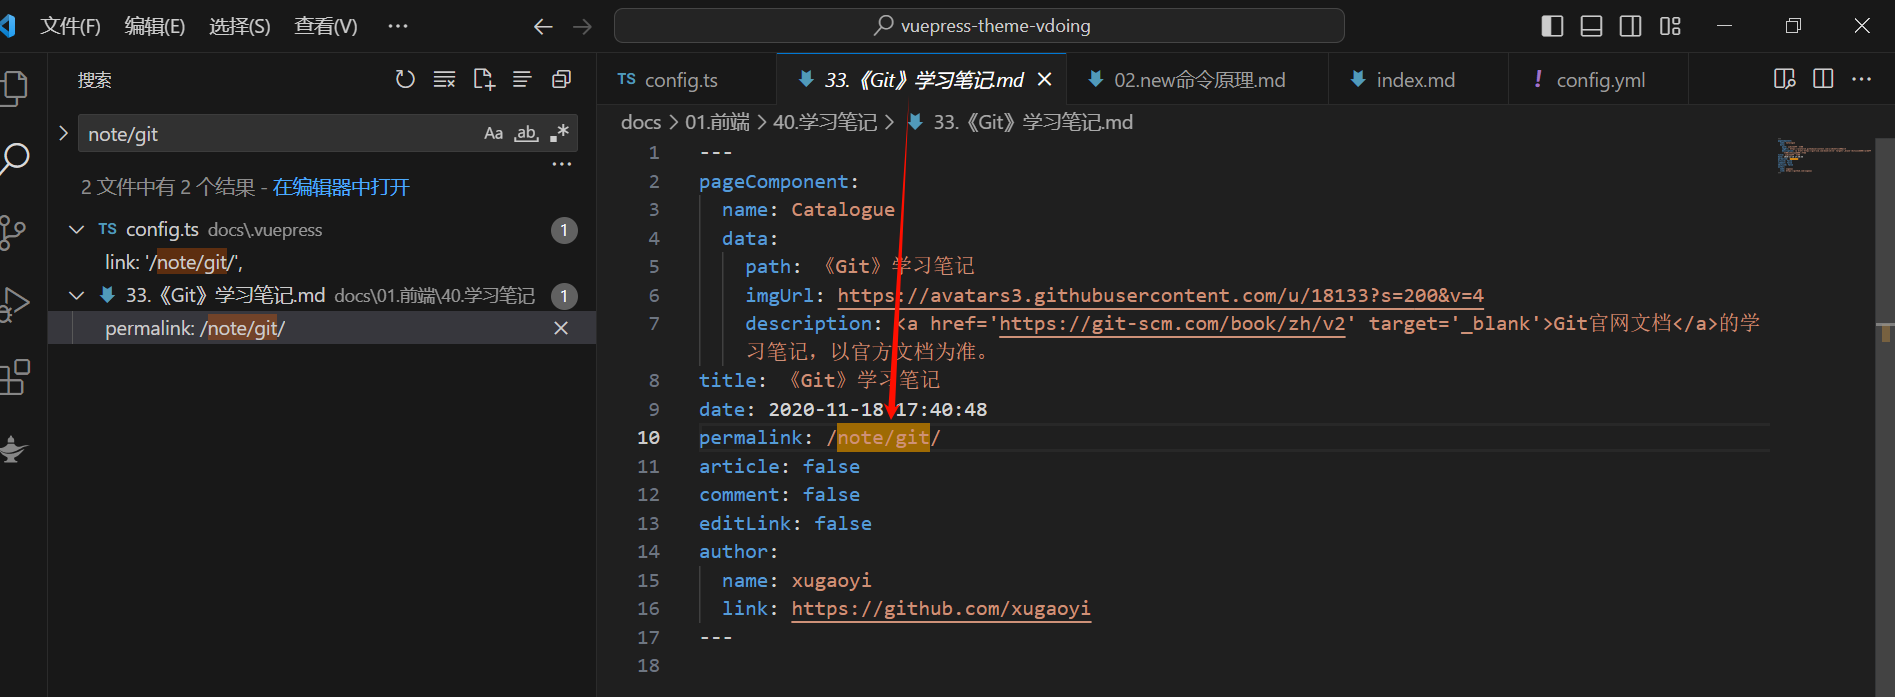 文件(F) 编辑(E) 选择(S) 查看(V) ··· vuepress-theme-vdoing
搜索
note/git Aa ab .*
2 文件中有 2 个结果 - 在编辑器中打开
TS config.ts docs\.vuepress 1
link: '/note/git/',
33.《Git》学习笔记.md docs\01.前端\40.学习笔记 1
permalink: /note/git/
TS config.ts 33.《Git》学习笔记.md 02.new命令原理.md index.md ! config.yml
docs > 01.前端 > 40.学习笔记 > 33.《Git》学习笔记.md
1 ---
2 pageComponent:
3 name: Catalogue
4 data:
5 path: 《Git》学习笔记
6 imgUrl: https://avatars3.githubusercontent.com/u/18133?s=200&v=4
7 description: <a href='https://git-scm.com/book/zh/v2' target='_blank'>Git官网文档</a>的学
习笔记，以官方文档为准。
8 title: 《Git》学习笔记
9 date: 2020-11-18 17:40:48
10 permalink: /note/git/
11 article: false
12 comment: false
13 editLink: false
14 author:
15 name: xugaoyi
16 link: https://github.com/xugaoyi
17 ---
18